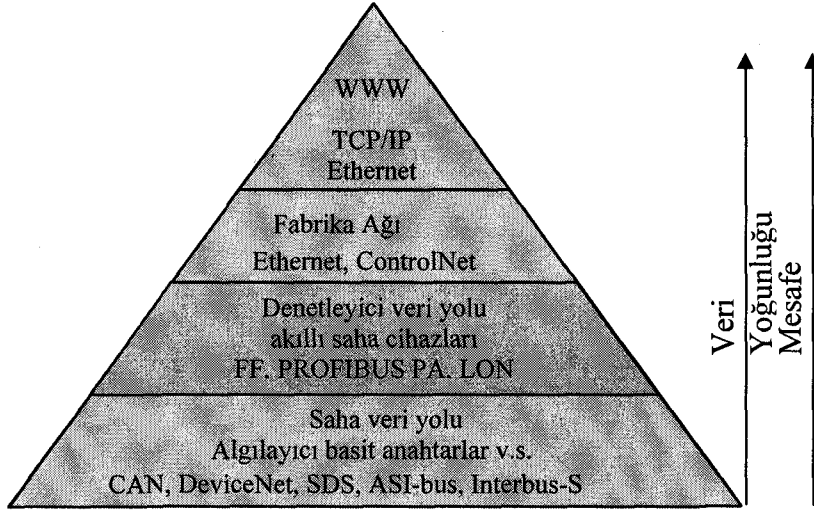 WWW
TCP/IP
Ethernet
Fabrika Ağı
Ethernet, ControlNet
Denetleyici veri yolu
akıllı saha cihazları
FF. PROFIBUS PA. LON
Saha veri yolu
Algılayıcı basit anahtarlar v.s.
CAN, DeviceNet, SDS, ASI-bus, Interbus-S
Veri
Yoğunluğu
Mesafe